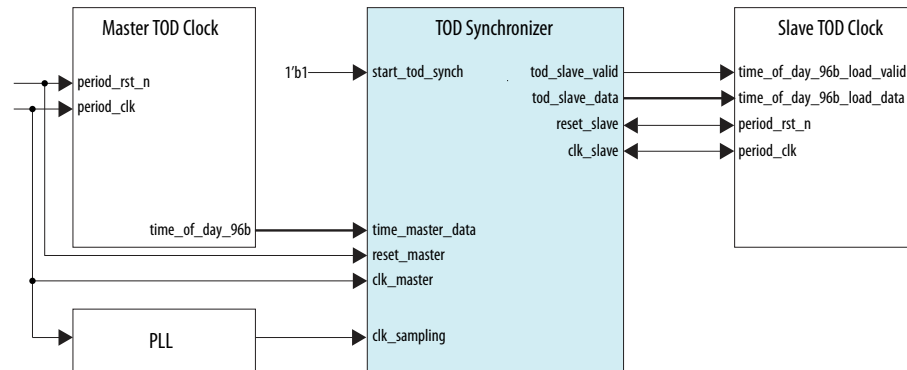 Master TOD Clock
period_rst_n
period_clk
time_of_day_96b
TOD Synchronizer
1'b1
start_tod_synch
tod_slave_valid
tod_slave_data
reset_slave
clk_slave
time_master_data
reset_master
clk_master
clk_sampling
Slave TOD Clock
time_of_day_96b_load_valid
time_of_day_96b_load_data
period_rst_n
period_clk
PLL